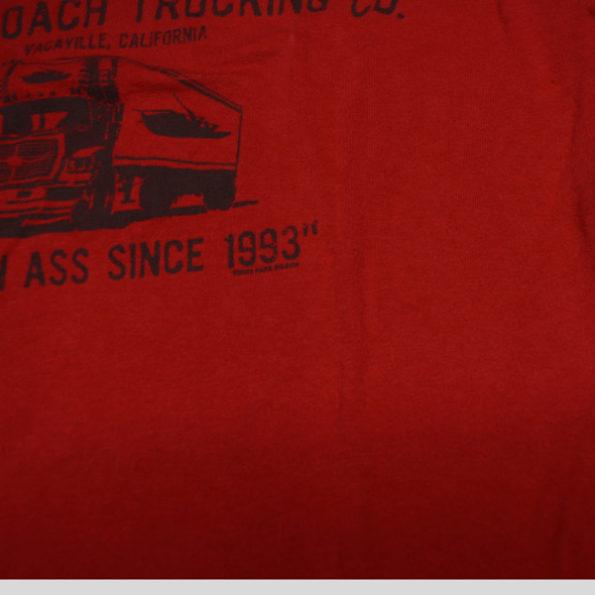 OACH TRUCKING CO.
VACAVILLE, CALIFORNIA
ASS SINCE 1993"